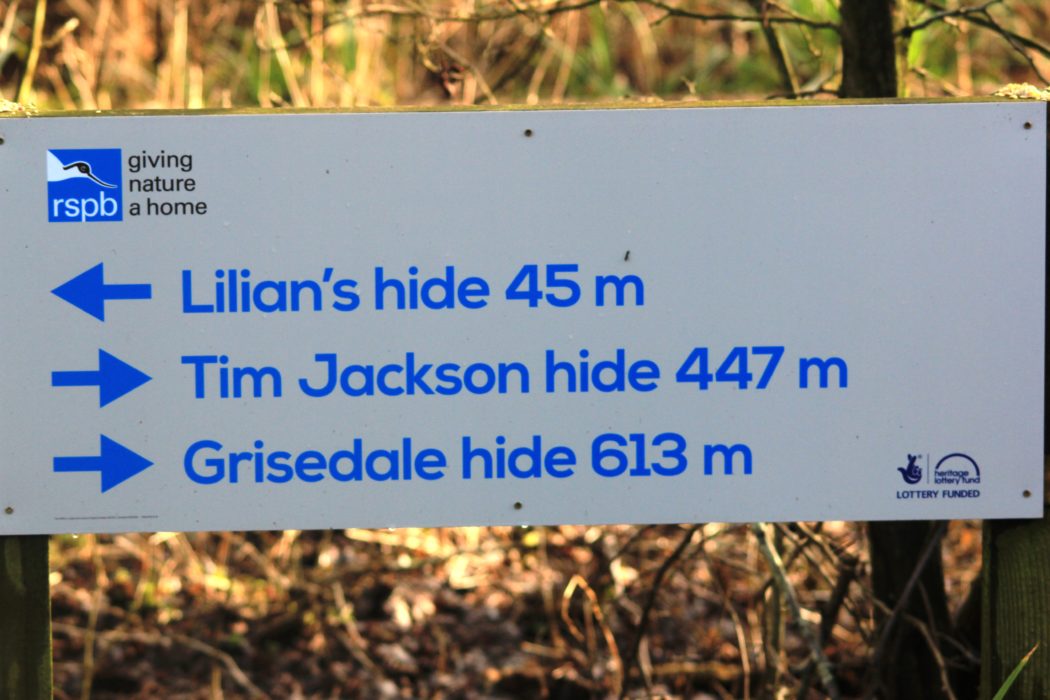 giving
nature
a home
rspb
Lilian's hide 45 m
Tim Jackson hide 447 m
Grisedale hide 613 m
heritage
lottery fund
LOTTERY FUNDED